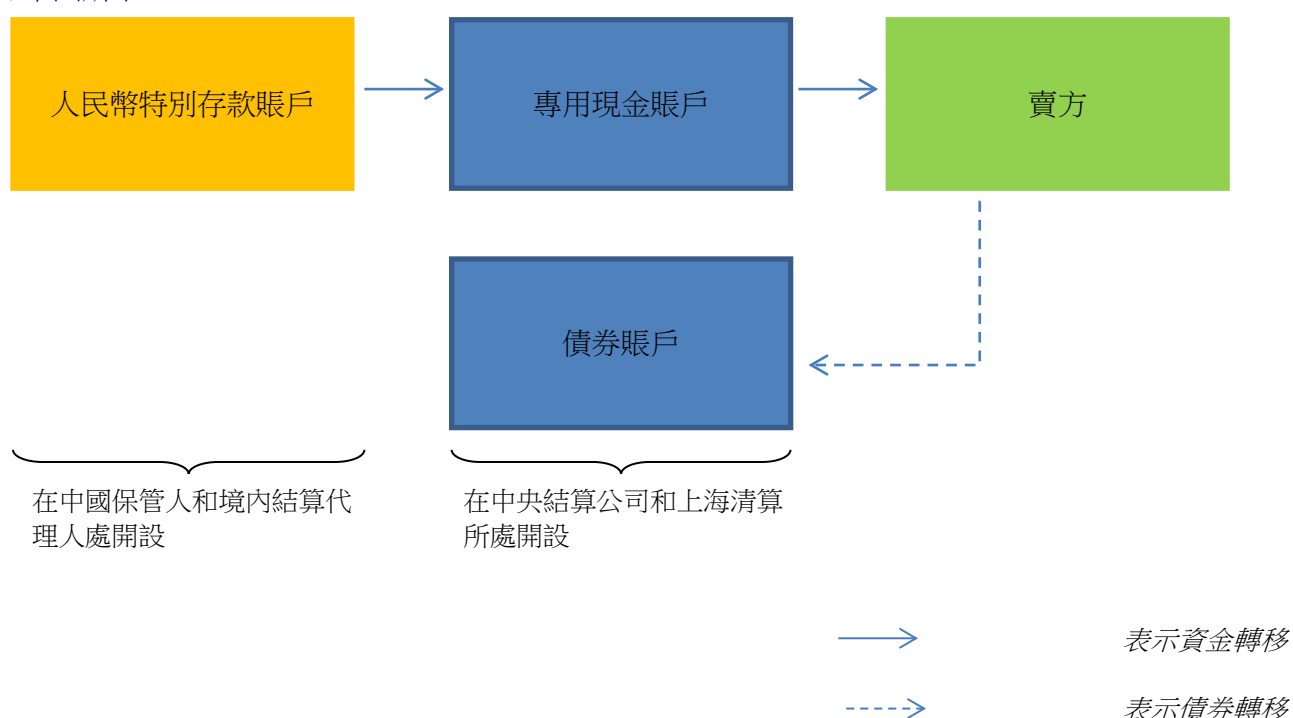 人民幣特別存款賬戶
專用現金賬戶
賣方
債券賬戶
在中國保管人和境內結算代
理人處開設
在中央結算公司和上海清算
所處開設
表示資金轉移
表示債券轉移